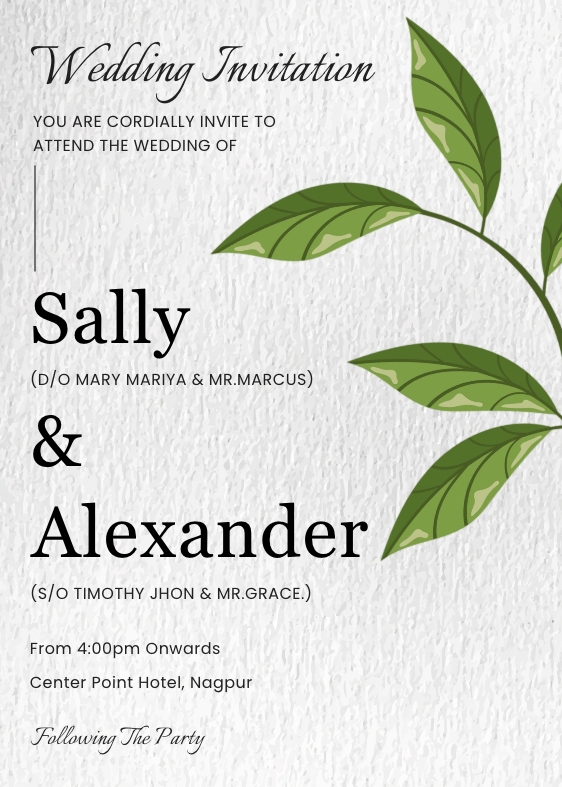 Wedding Invitation
YOU ARE CORDIALLY INVITE TO
ATTEND THE WEDDING OF
Sally
(D/O MARY MARIYA & MR.MARCUS)
&
Alexander
(S/O TIMOTHY JHON & MR.GRACE.)
From 4:00pm Onwards
Center Point Hotel, Nagpur
Following The Party